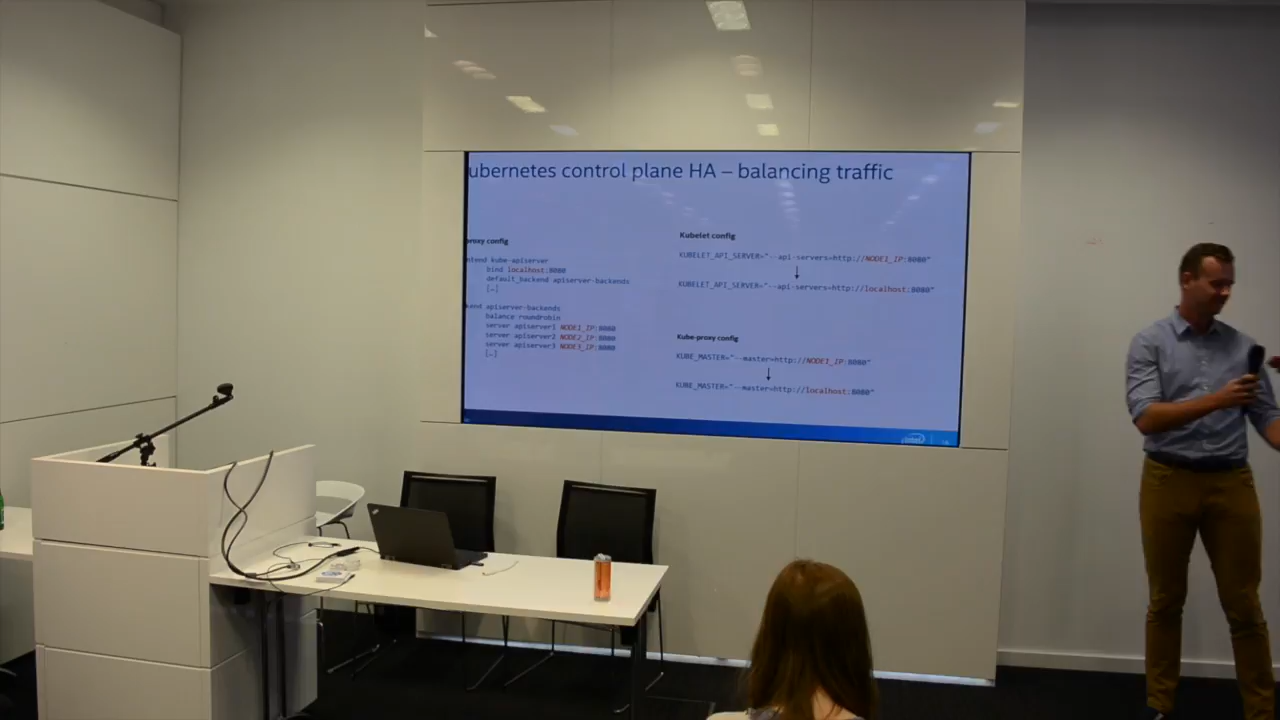 ubernetes control plane HA – balancing traffic
proxy config
ntend kube-apiserver
bind localhost:8080
default_backend apiserver-backends
[…]
kend apiserver-backends
balance roundrobin
server apiserver1 NODE1_IP:8080
server apiserver2 NODE2_IP:8080
server apiserver3 NODE3_IP:8080
[…]
Kubelet config
KUBELET_API_SERVER="--api-servers=http://NODE1_IP:8080"
↓
KUBELET_API_SERVER="--api-servers=http://localhost:8080"
Kube-proxy config
KUBE_MASTER="--master=http://NODE1_IP:8080"
↓
KUBE_MASTER="--master=http://localhost:8080"
intel